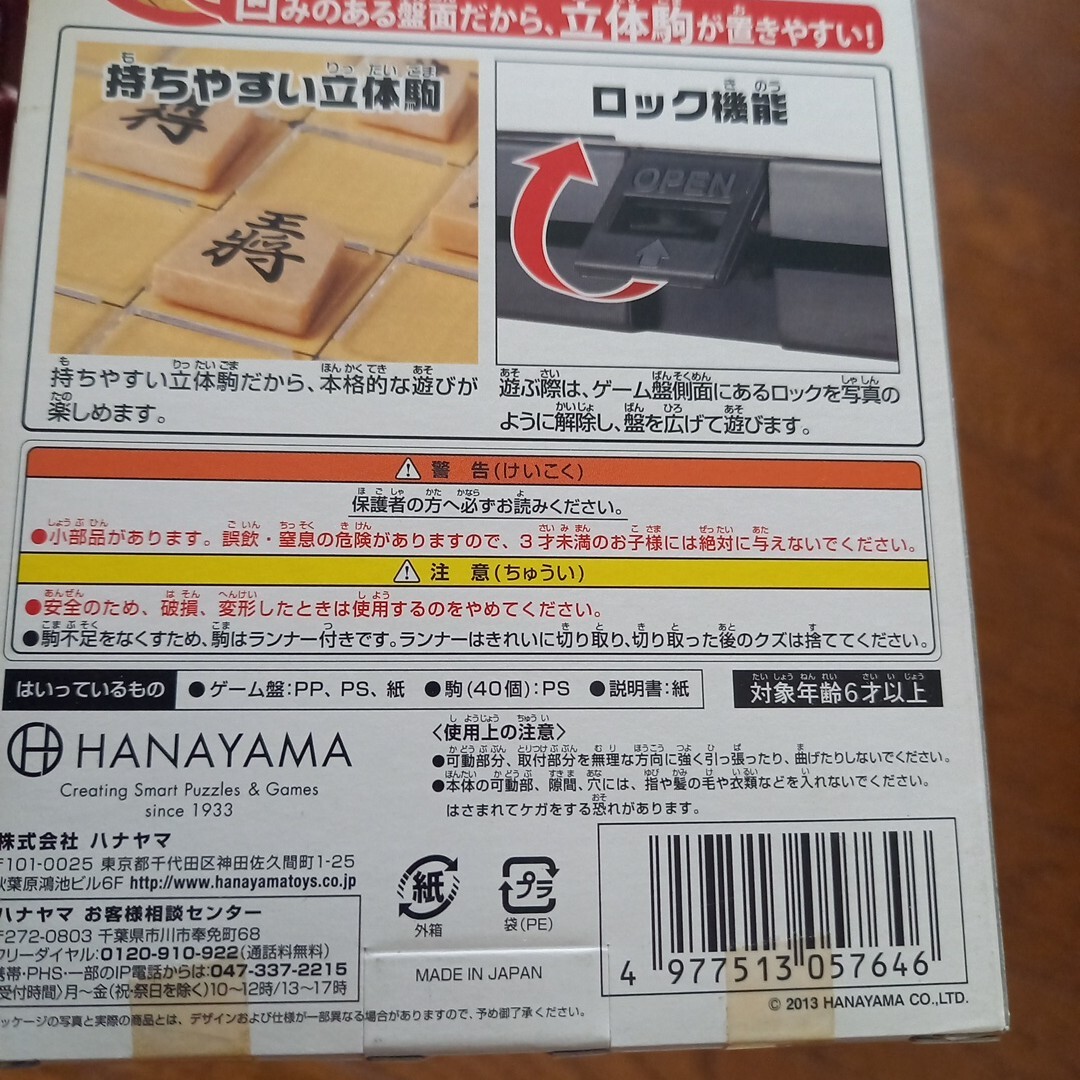 凹みのある盤面だから、立体駒が置きやすい!
持ちやすい立体駒
ロック機能
将
王将
OPEN
持ちやすい立体駒だから、本格的な遊びが
楽しめます。
遊ぶ際は、ゲーム盤側面にあるロックを写真の
ように解除し、盤を広げて遊びます。
警 告(けいこく)
保護者の方へ必ずお読みください。
●小部品があります。誤飲・窒息の危険がありますので、3才未満のお子様には絶対に与えないでください。
注 意(ちゅうい)
●安全のため、破損、変形したときは使用するのをやめてください。
●駒不足をなくすため、駒はランナー付きです。ランナーはきれいに切り取り、切り取った後のクズは捨ててください。
はいっているもの ●ゲーム盤:PP、PS、紙 ●駒(40個):PS ●説明書:紙
対象年齢6才以上
HANAYAMA
Creating Smart Puzzles & Games
since 1933
〈使用上の注意〉
●可動部分、取付部分を無理な方向に強く引っ張ったり、曲げたりしないでください。
●本体の可動部、隙間、穴には、指や髪の毛や衣類などを入れないでください。
はさまれてケガをする恐れがあります。
株式会社 ハナヤマ
〒101-0025 東京都千代田区神田佐久間町1-25
秋葉原鴻池ビル6F http://www.hanayamatoys.co.jp
ハナヤマ お客様相談センター
〒272-0803 千葉県市川市奉免町68
フリーダイヤル:0120-910-922(通話料無料)
携帯・PHS・一部のIP電話からは:047-337-2215
受付時間〉月〜金(祝・祭日を除く)10〜12時/13〜17時
パッケージの写真と実際の商品とは、デザインおよび仕様が一部異なる場合がありますので、予め御了承ください。
紙
外箱
プラ
袋(PE)
MADE IN JAPAN
4 977513 057646
© 2013 HANAYAMA CO.,LTD.